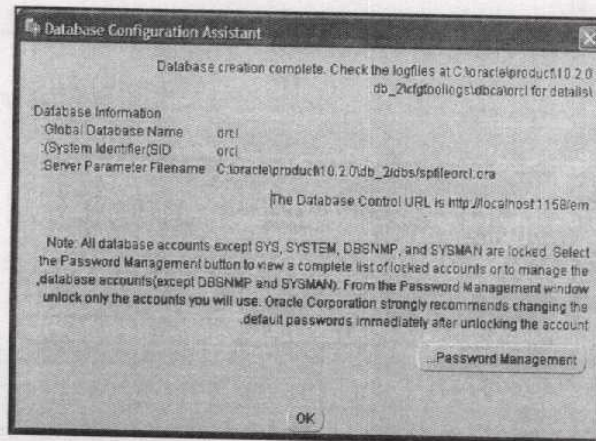 Database Configuration Assistant
Database creation complete. Check the logfiles at C:\oracle\product\10.2.0
.db_2\cfgtoollogs\dbca\orcl for details\
:Database Information
:Global Database Name orcl
:(System Identifier(SID orcl
:Server Parameter Filename C:\oracle\product\10.2.0\db_2/dbs/spfileorcl.ora
The Database Control URL is http://localhost:1158/em
Note: All database accounts except SYS, SYSTEM, DBSNMP, and SYSMAN are locked. Select
the Password Management button to view a complete list of locked accounts or to manage the
,database accounts(except DBSNMP and SYSMAN). From the Password Management window
unlock only the accounts you will use. Oracle Corporation strongly recommends changing the
.default passwords immediately after unlocking the account
...Password Management
OK